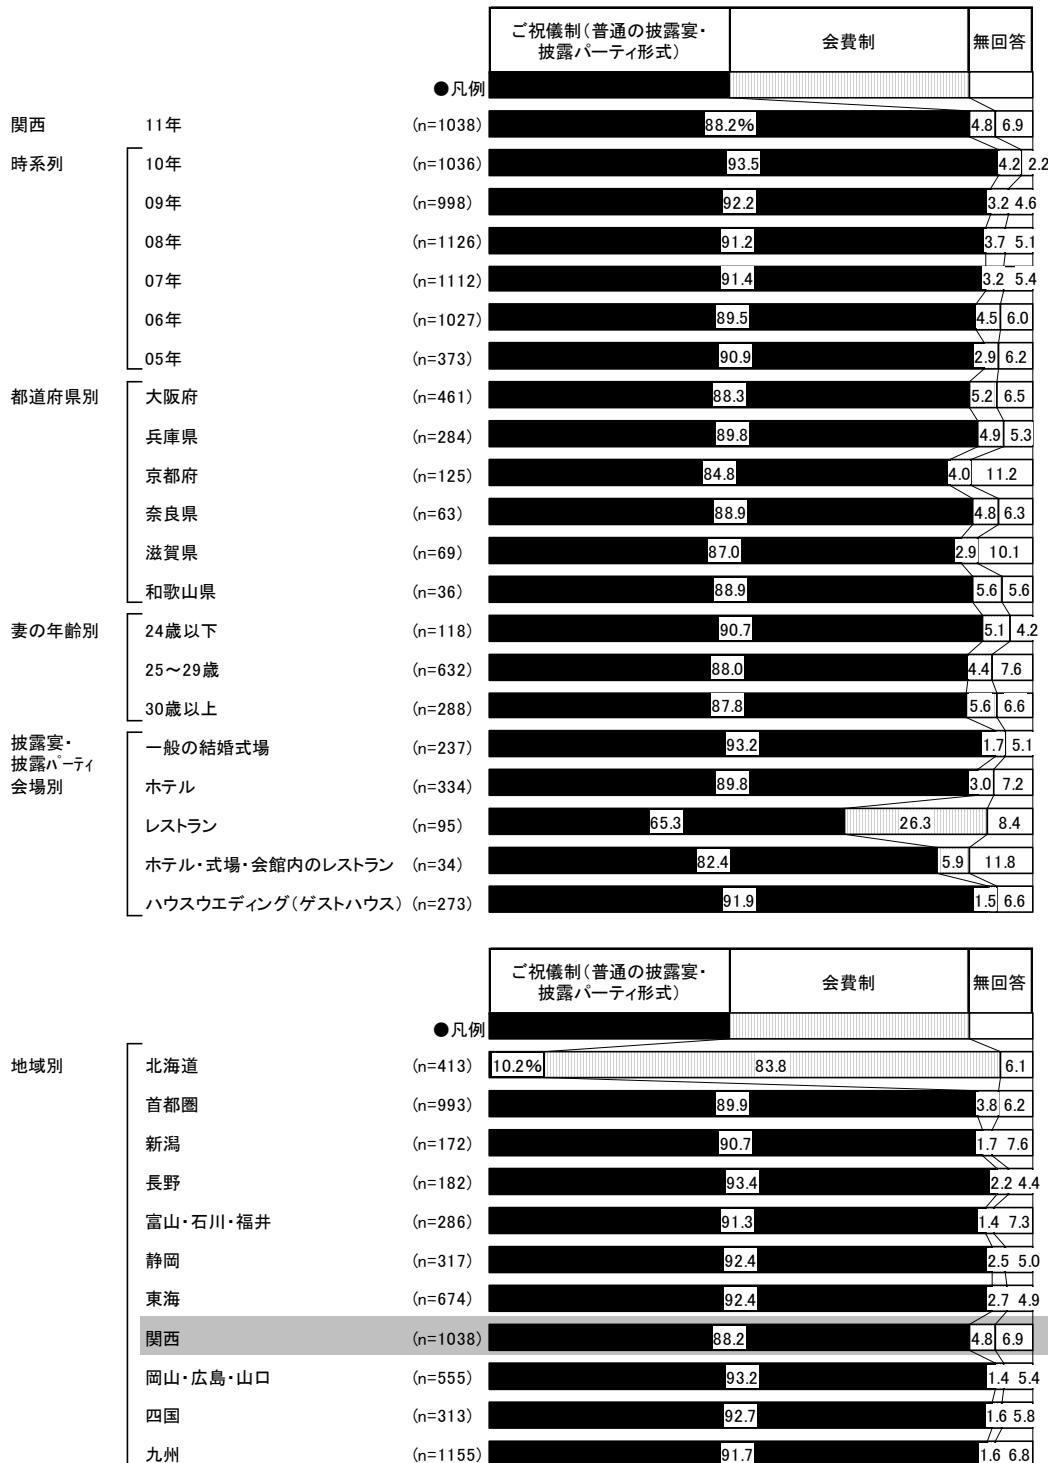 ご祝儀制(普通の披露宴・
披露パーティ形式)
会費制
無回答
●凡例
関西 11年 (n=1038) 88.2% 4.8 6.9
時系列 10年 (n=1036) 93.5 4.2 2.2
09年 (n=998) 92.2 3.2 4.6
08年 (n=1126) 91.2 3.7 5.1
07年 (n=1112) 91.4 3.2 5.4
06年 (n=1027) 89.5 4.5 6.0
05年 (n=373) 90.9 2.9 6.2
都道府県別 大阪府 (n=461) 88.3 5.2 6.5
兵庫県 (n=284) 89.8 4.9 5.3
京都府 (n=125) 84.8 4.0 11.2
奈良県 (n=63) 88.9 4.8 6.3
滋賀県 (n=69) 87.0 2.9 10.1
和歌山県 (n=36) 88.9 5.6 5.6
妻の年齢別 24歳以下 (n=118) 90.7 5.1 4.2
25～29歳 (n=632) 88.0 4.4 7.6
30歳以上 (n=288) 87.8 5.6 6.6
披露宴・
披露パーティ
会場別
一般の結婚式場 (n=237) 93.2 1.7 5.1
ホテル (n=334) 89.8 3.0 7.2
レストラン (n=95) 65.3 26.3 8.4
ホテル・式場・会館内のレストラン (n=34) 82.4 5.9 11.8
ハウスウエディング(ゲストハウス) (n=273) 91.9 1.5 6.6
ご祝儀制(普通の披露宴・
披露パーティ形式)
会費制
無回答
●凡例
地域別 北海道 (n=413) 10.2% 83.8 6.1
首都圏 (n=993) 89.9 3.8 6.2
新潟 (n=172) 90.7 1.7 7.6
長野 (n=182) 93.4 2.2 4.4
富山・石川・福井 (n=286) 91.3 1.4 7.3
静岡 (n=317) 92.4 2.5 5.0
東海 (n=674) 92.4 2.7 4.9
関西 (n=1038) 88.2 4.8 6.9
岡山・広島・山口 (n=555) 93.2 1.4 5.4
四国 (n=313) 92.7 1.6 5.8
九州 (n=1155) 91.7 1.6 6.8